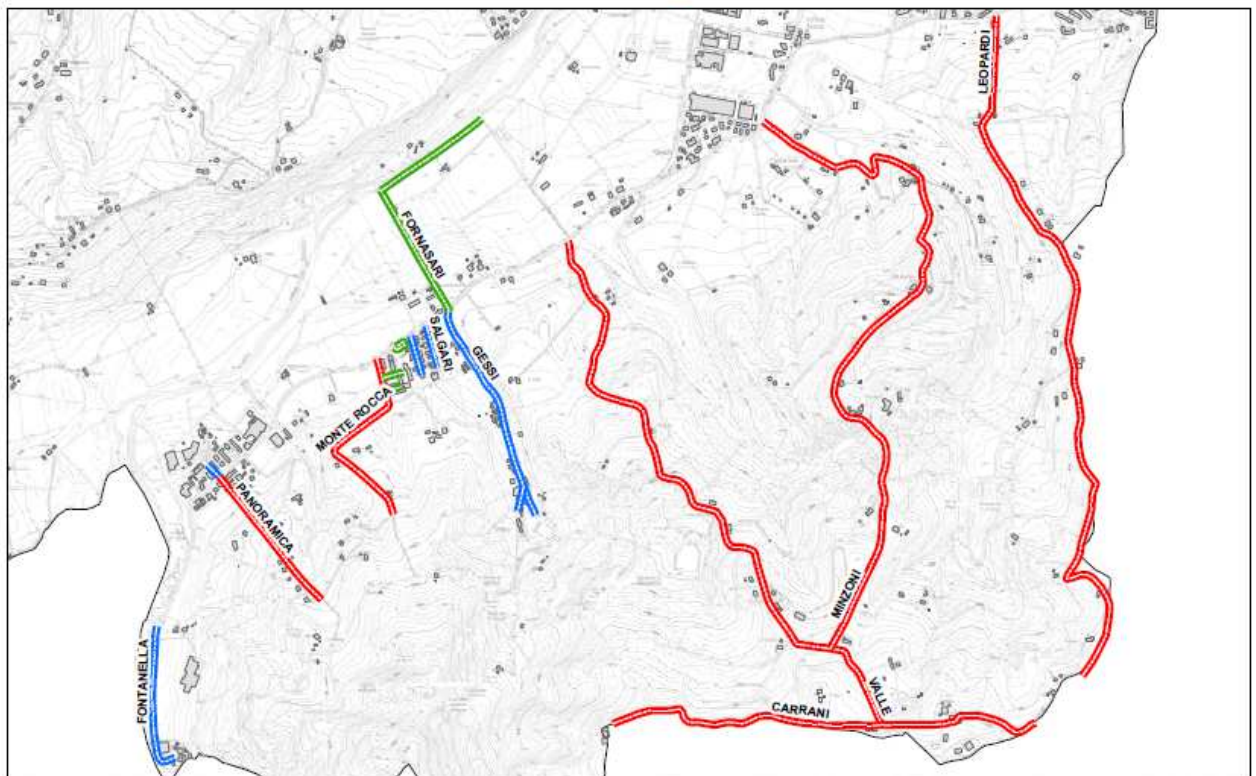 LEOPARDI
FORNASARI
SALGARI
GESSI
MONTE ROCCA
PANORAMICA
MINZONI
FONTANELLA
VALLE
CARRANI